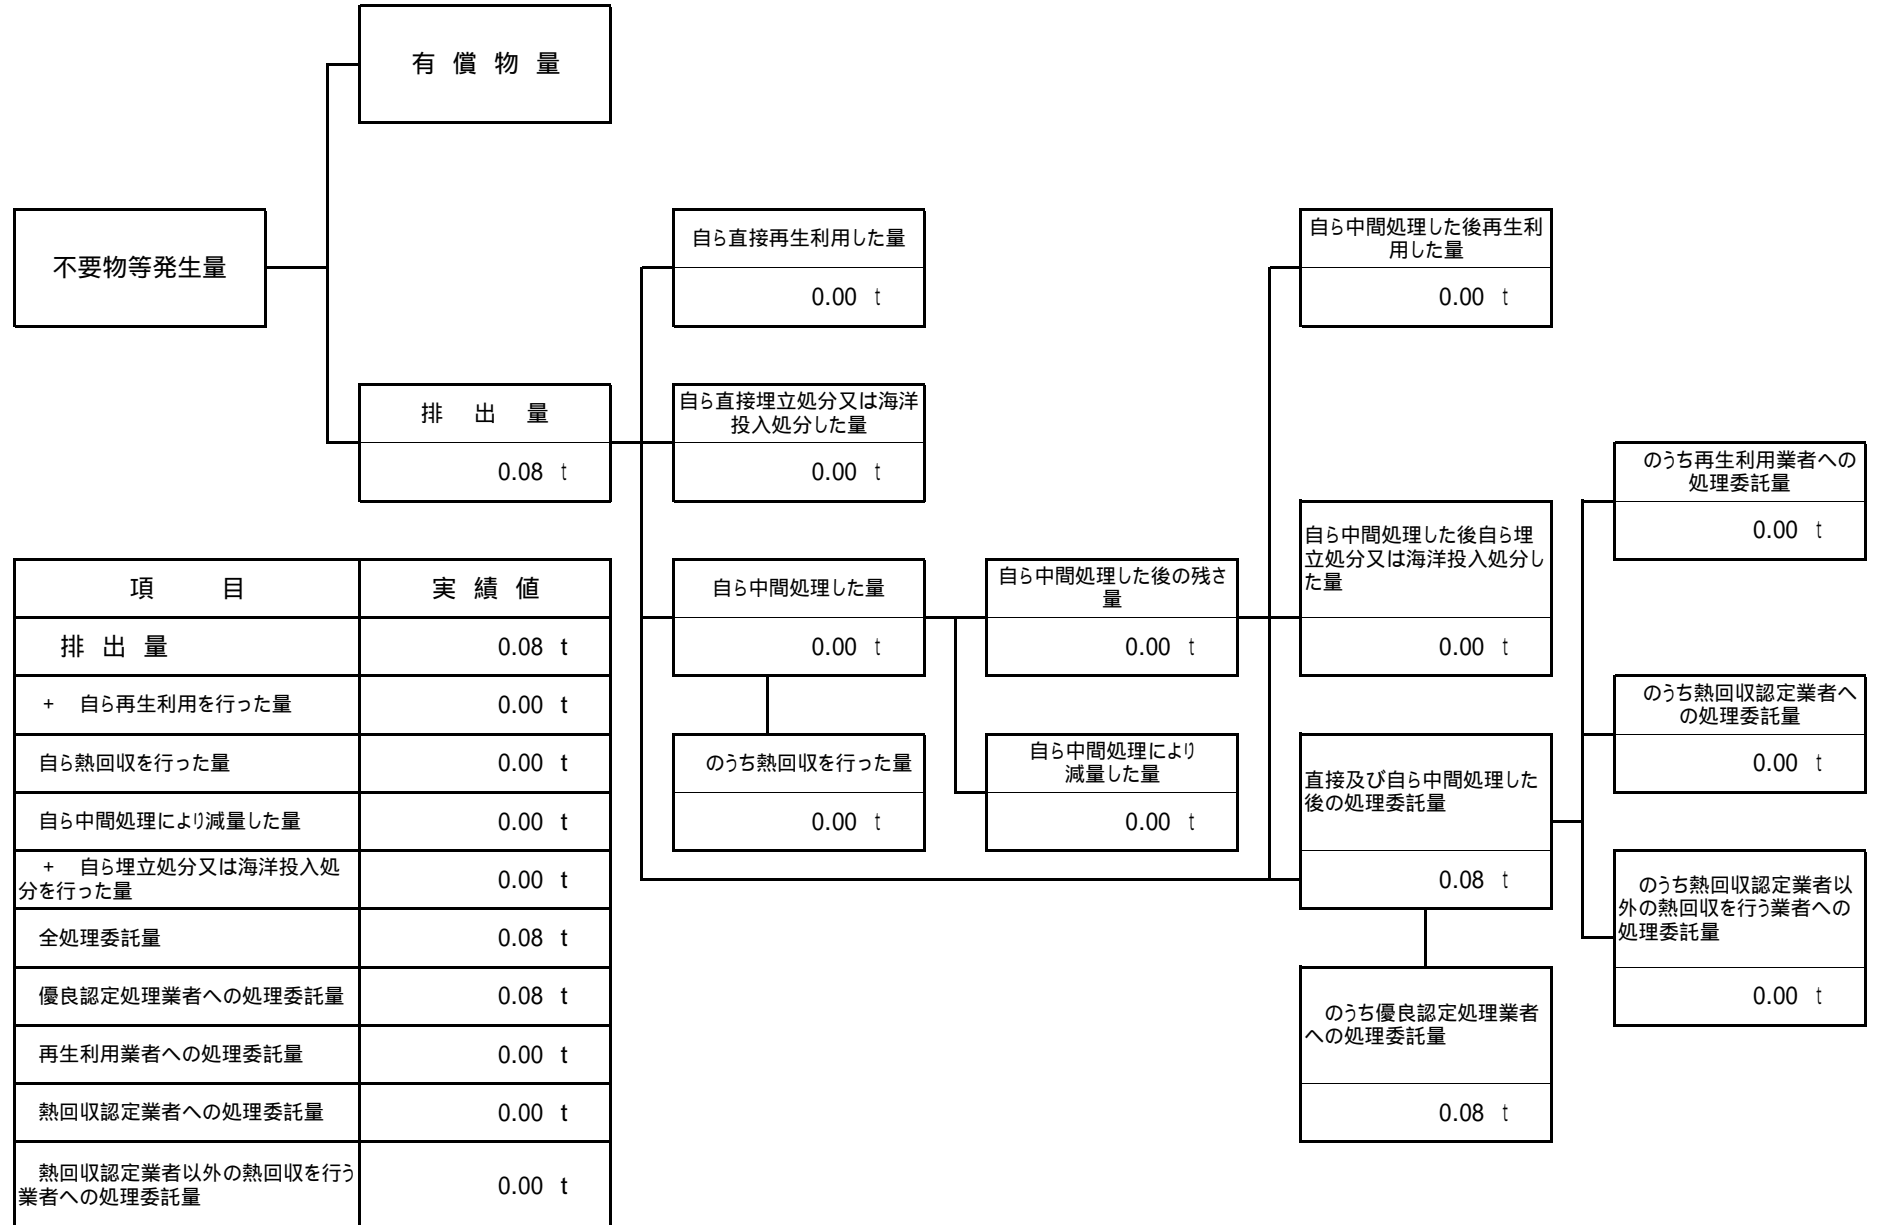 有 償 物 量
不要物等発生量
自ら直接再生利用した量
0.00 t
自ら中間処理した後再生利
用した量
0.00 t
排 出 量
0.08 t
自ら直接埋立処分又は海洋
投入処分した量
0.00 t
のうち再生利用業者への
処理委託量
0.00 t
自ら中間処理した量
0.00 t
自ら中間処理した後の残さ
量
0.00 t
自ら中間処理した後自ら埋
立処分又は海洋投入処分し
た量
0.00 t
のうち熱回収認定業者へ
の処理委託量
0.00 t
のうち熱回収を行った量
0.00 t
自ら中間処理により
減量した量
0.00 t
直接及び自ら中間処理した
後の処理委託量
0.08 t
のうち熱回収認定業者以
外の熱回収を行う業者への
処理委託量
0.00 t
のうち優良認定処理業者
への処理委託量
0.08 t
項 目 実 績 値
排 出 量 0.08 t
+ 自ら再生利用を行った量 0.00 t
自ら熱回収を行った量 0.00 t
自ら中間処理により減量した量 0.00 t
+ 自ら埋立処分又は海洋投入処
分を行った量 0.00 t
全処理委託量 0.08 t
優良認定処理業者への処理委託量 0.08 t
再生利用業者への処理委託量 0.00 t
熱回収認定業者への処理委託量 0.00 t
熱回収認定業者以外の熱回収を行う
業者への処理委託量 0.00 t